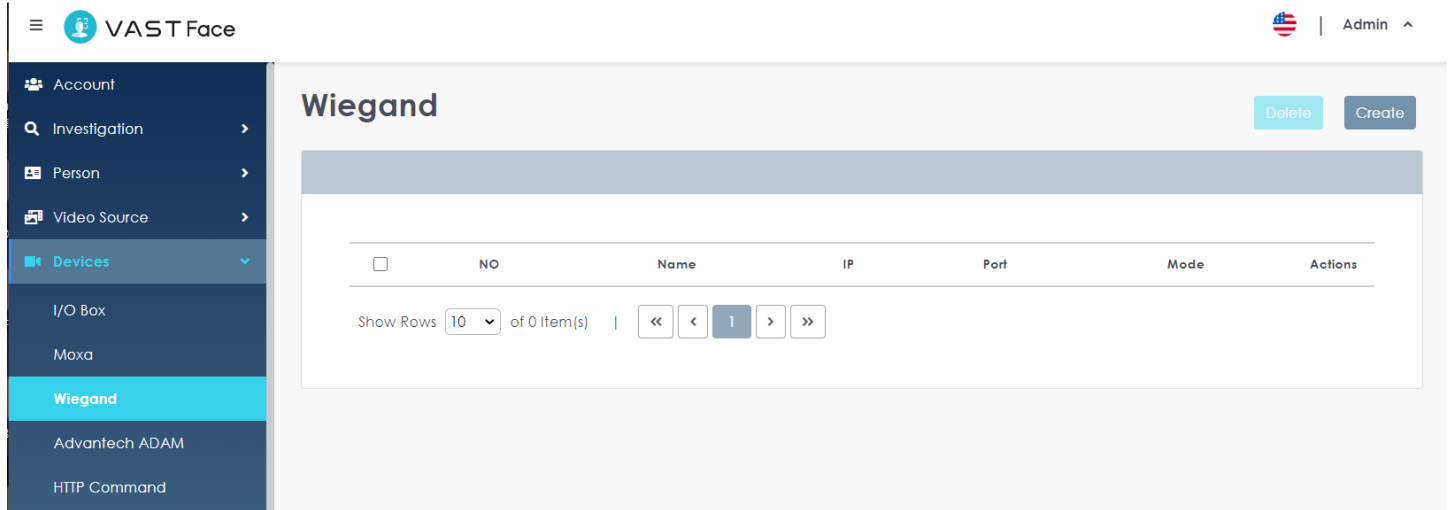 VAST Face
| Admin
Account
Investigation
Person
Video Source
Devices
I/O Box
Moxa
Wiegand
Advantech ADAM
HTTP Command
Wiegand
Delete Create
NO Name IP Port Mode Actions
Show Rows 10 of 0 Item(s) | « ‹ 1 › »